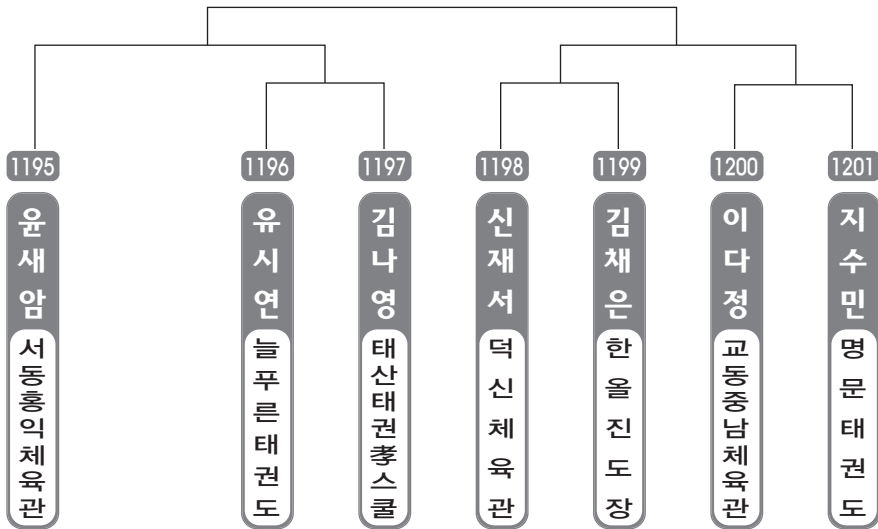 1195
1196
1197
1198
1199
1200
1201
윤새암
유시연
김나영
신재서
김채은
이다정
지수민
서동홍익체육관
늘푸른태권도
태산태권孝스쿨
덕신체육관
한올진도장
교동중남체육관
명문태권도